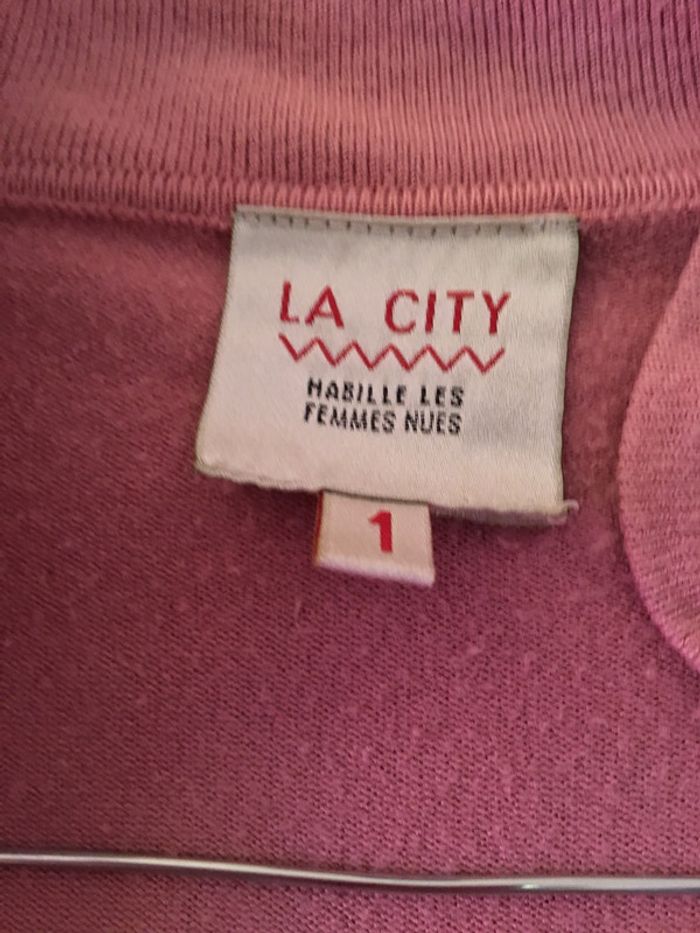 LA CITY
HABILLE LES
FEMMES NUES
1